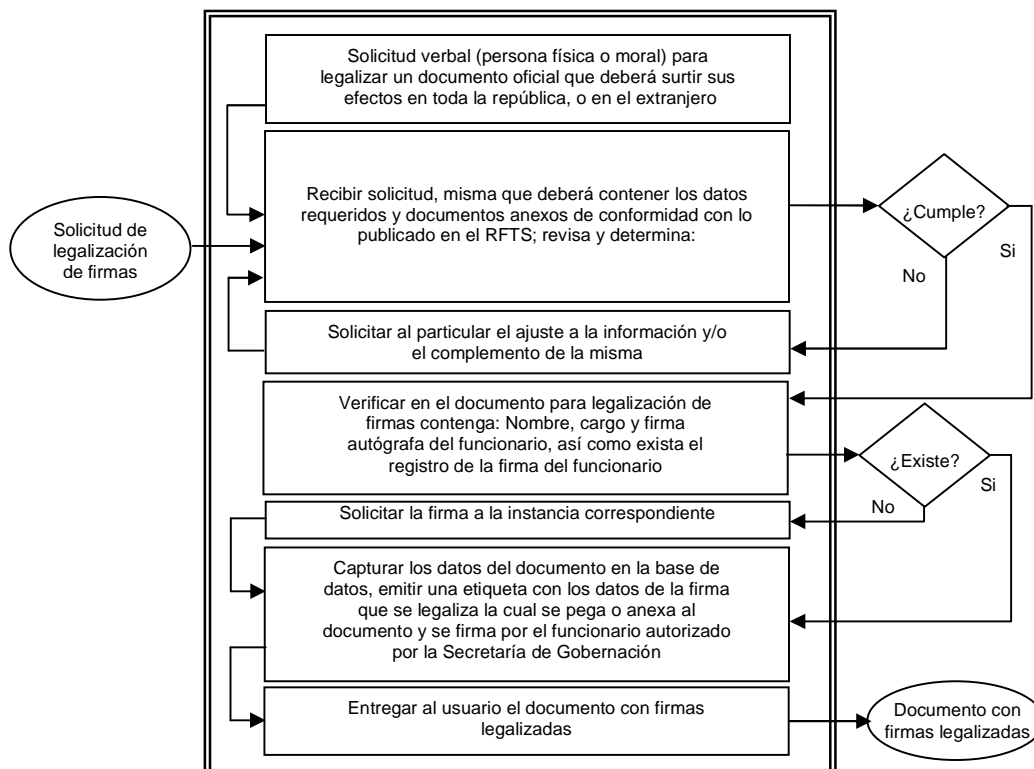 Solicitud verbal (persona física o moral) para
legalizar un documento oficial que deberá surtir sus
efectos en toda la república, o en el extranjero
Recibir solicitud, misma que deberá contener los datos
requeridos y documentos anexos de conformidad con lo
publicado en el RFTS; revisa y determina:
¿Cumple?
Solicitud de
legalización
de firmas
Si
No
Solicitar al particular el ajuste a la información y/o
el complemento de la misma
Verificar en el documento para legalización de
firmas contenga: Nombre, cargo y firma
autógrafa del funcionario, así como exista el
registro de la firma del funcionario
¿Existe?
Si
No
Solicitar la firma a la instancia correspondiente
Capturar los datos del documento en la base de
datos, emitir una etiqueta con los datos de la firma
que se legaliza la cual se pega o anexa al
documento y se firma por el funcionario autorizado
por la Secretaría de Gobernación
Entregar al usuario el documento con firmas
legalizadas
Documento con
firmas legalizadas